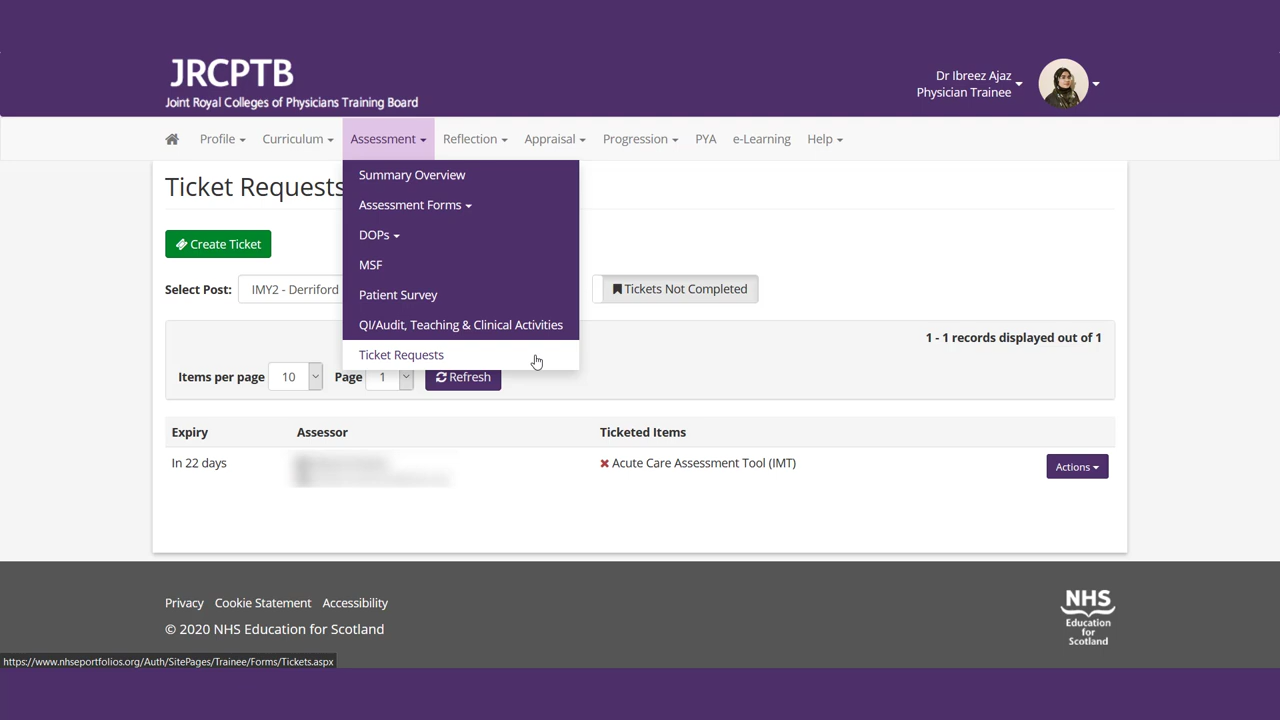 JRCPTB
Joint Royal Colleges of Physicians Training Board
Dr Ibreez Ajaz
Physician Trainee
Profile
Curriculum
Assessment
Reflection
Appraisal
Progression
PYA
e-Learning
Help
Ticket Requests
Summary Overview
Assessment Forms
DOPs
MSF
Patient Survey
QI/Audit, Teaching & Clinical Activities
Ticket Requests
Create Ticket
Select Post:
IMY2 - Derriford
Tickets Not Completed
1 - 1 records displayed out of 1
Items per page
10
Page
1
Refresh
Expiry
Assessor
Ticketed Items
In 22 days
Acute Care Assessment Tool (IMT)
Actions
Privacy
Cookie Statement
Accessibility
© 2020 NHS Education for Scotland
NHS
Education
for
Scotland
https://www.nhseportfolios.org/Auth/SitePages/Trainee/Forms/Tickets.aspx